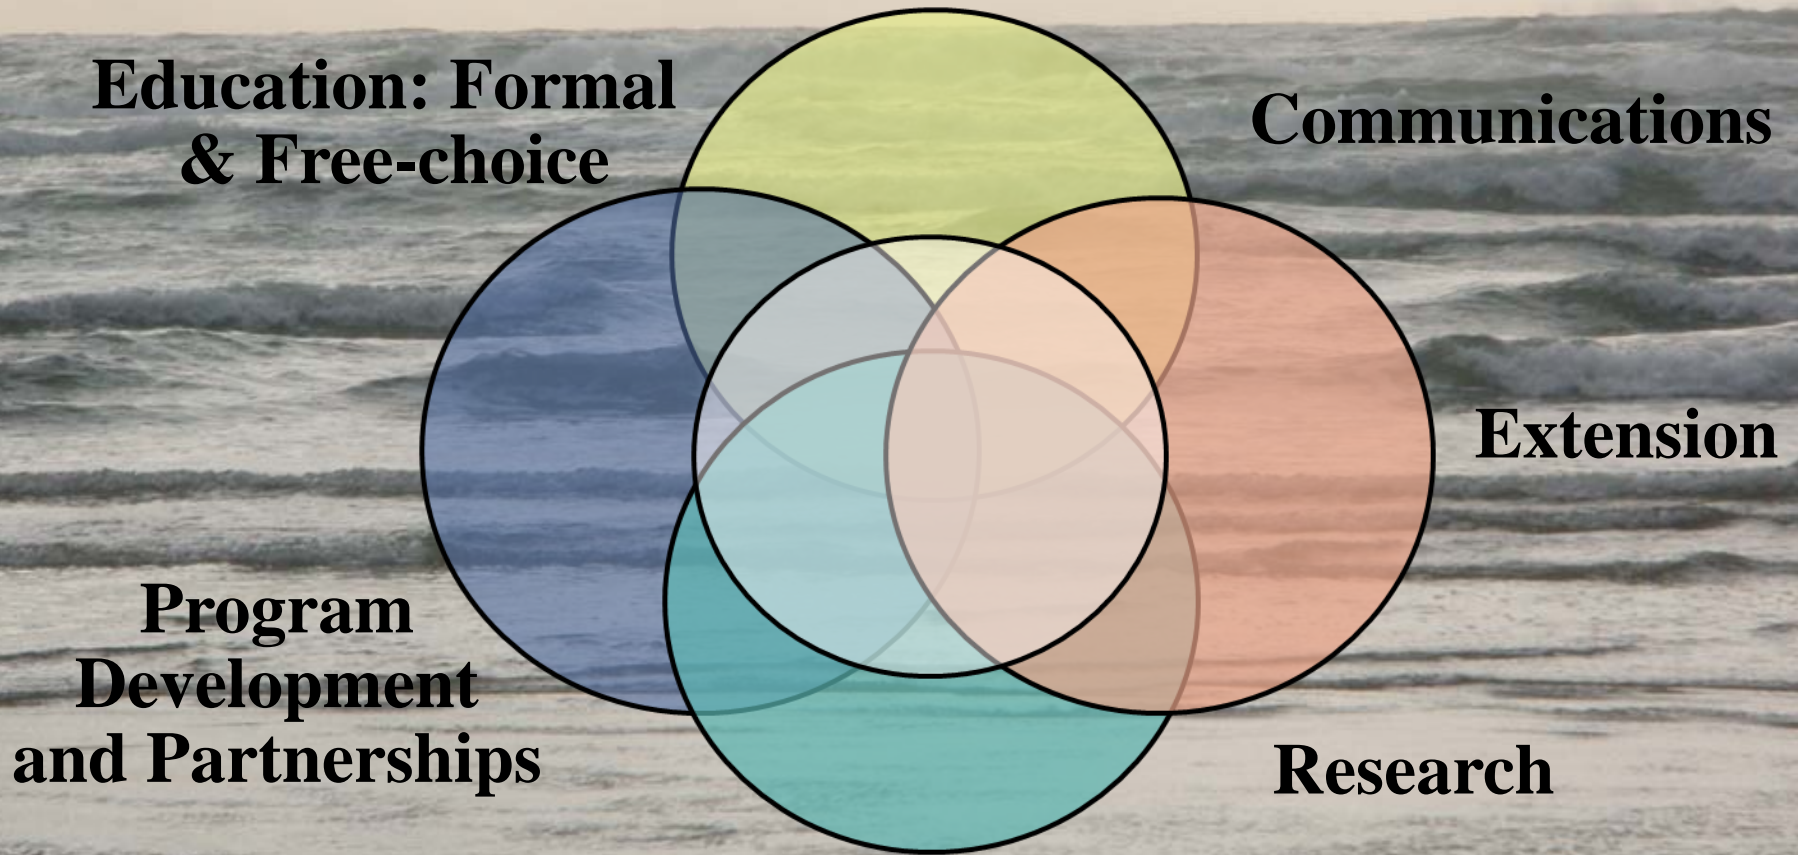 Education: Formal
& Free-choice
Communications
Extension
Program
Development
and Partnerships
Research